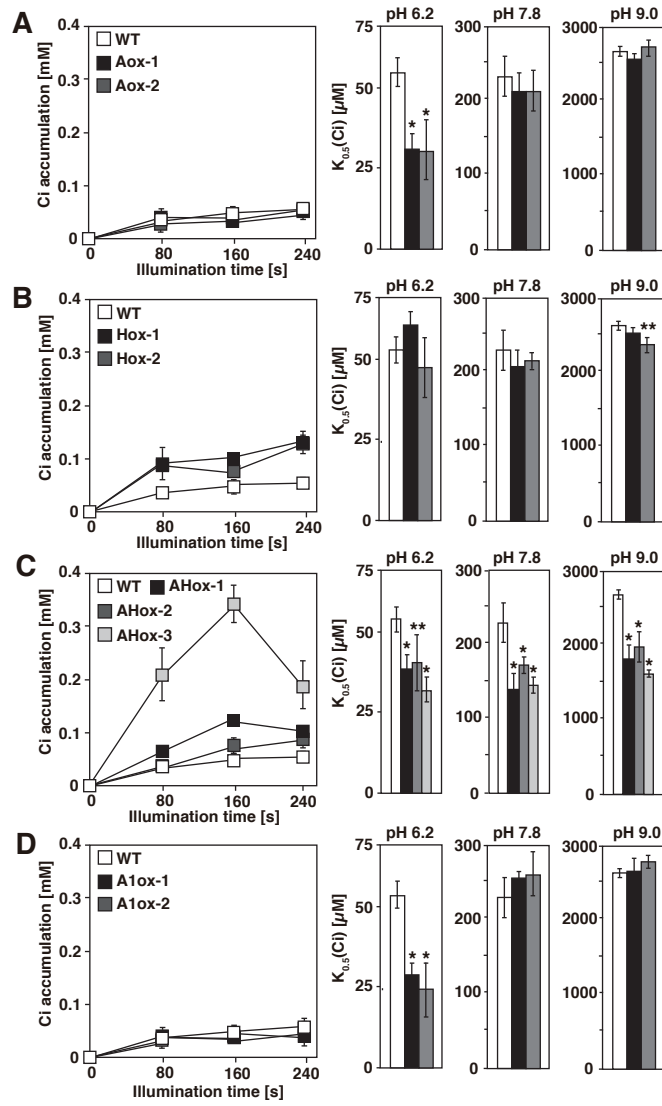 A
Ci accumulation [mM]
0.4
0.3
0.2
0.1
0
WT
Aox-1
Aox-2
0 80 160 240
Illumination time [s]
K0.5(Ci) [µM]
pH 6.2
75
50
25
0
* *
pH 7.8
300
200
100
0
pH 9.0
3000
2000
1000
0
B
Ci accumulation [mM]
0.4
0.3
0.2
0.1
0
WT
Hox-1
Hox-2
0 80 160 240
Illumination time [s]
K0.5(Ci) [µM]
pH 6.2
75
50
25
0
pH 7.8
300
200
100
0
pH 9.0
3000
2000
1000
0
**
C
Ci accumulation [mM]
0.4
0.3
0.2
0.1
0
WT AHox-1
AHox-2
AHox-3
0 80 160 240
Illumination time [s]
K0.5(Ci) [µM]
pH 6.2
75
50
25
0
* ** *
pH 7.8
300
200
100
0
* * *
pH 9.0
3000
2000
1000
0
* * *
D
Ci accumulation [mM]
0.4
0.3
0.2
0.1
0
WT
A1ox-1
A1ox-2
0 80 160 240
Illumination time [s]
K0.5(Ci) [µM]
pH 6.2
75
50
25
0
* *
pH 7.8
300
200
100
0
pH 9.0
3000
2000
1000
0